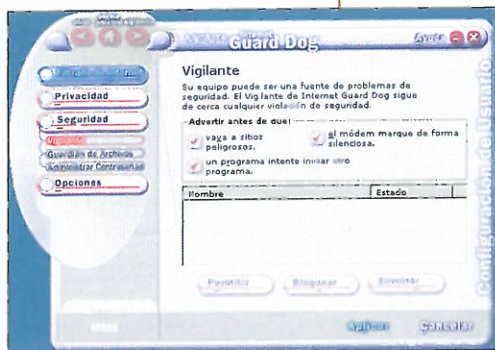 Guard Dog
Ayuda
Privacidad
Seguridad
Vigilante
Guardián de Archivos
Administrar Contraseñas
Opciones
Vigilante
Su equipo puede ser una fuente de problemas de
seguridad. El Vigilante de Internet Guard Dog sigue
de cerca cualquier violación de seguridad.
Advertir antes de que:
vaya a sitios
peligrosos.
el módem marque de forma
silenciosa.
un programa intente iniciar otro
programa.
Nombre
Estado
Permitir
Bloquear
Eliminar
Aplicar
Cancelar
Configuración de Usuario